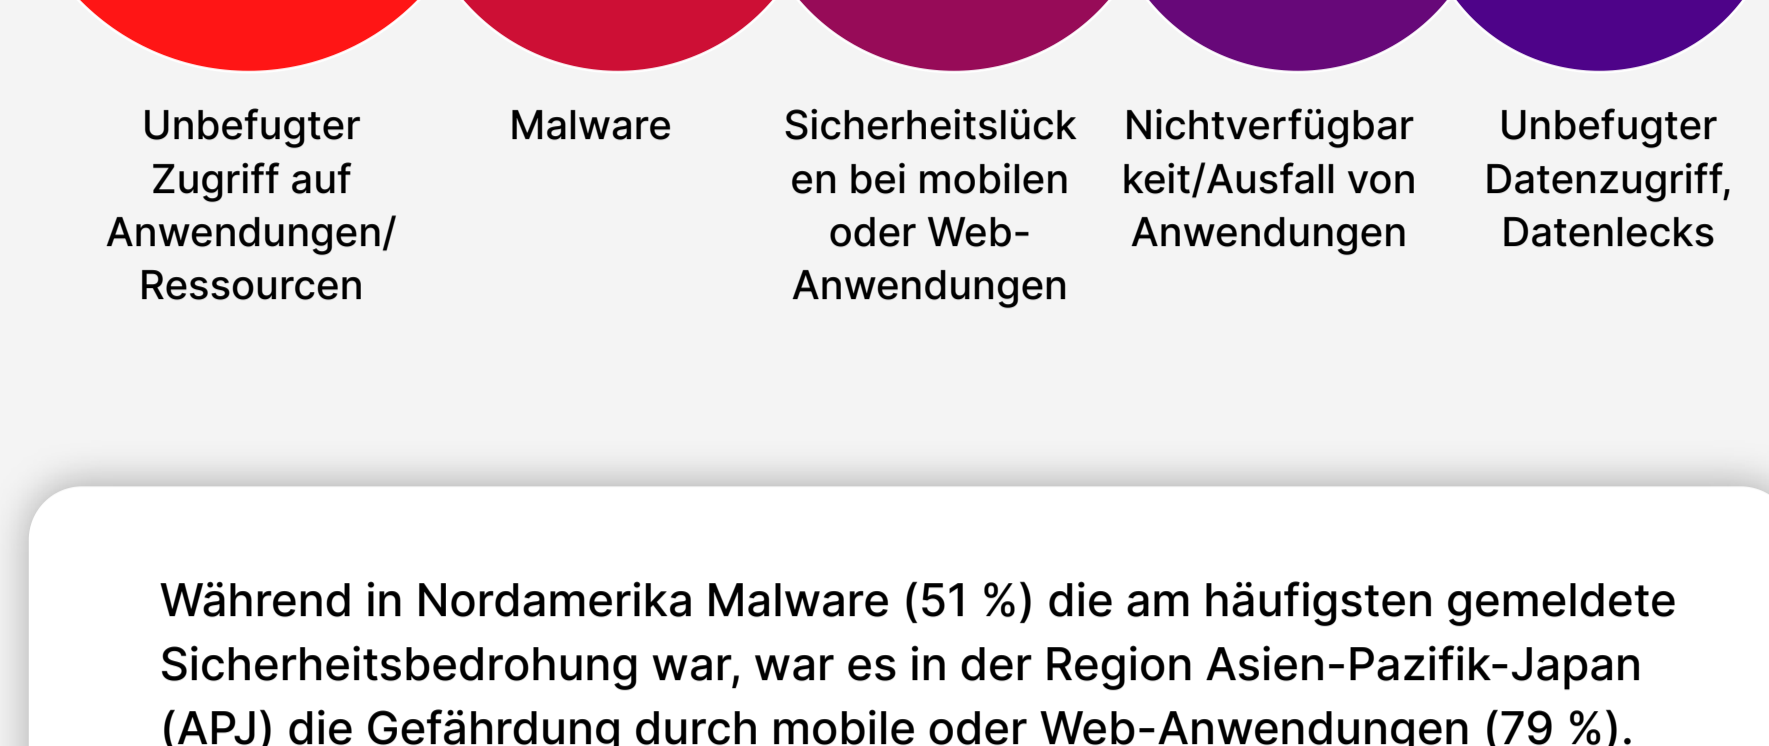 Unbefugter
Zugriff auf
Anwendungen/
Ressourcen
Malware
Sicherheitslück
en bei mobilen
oder Web-
Anwendungen
Nichtverfügbar
keit/Ausfall von
Anwendungen
Unbefugter
Datenzugriff,
Datenlecks
Während in Nordamerika Malware (51 %) die am häufigsten gemeldete
Sicherheitsbedrohung war, war es in der Region Asien-Pazifik-Japan
(APJ) die Gefährdung durch mobile oder Web-Anwendungen (79 %).